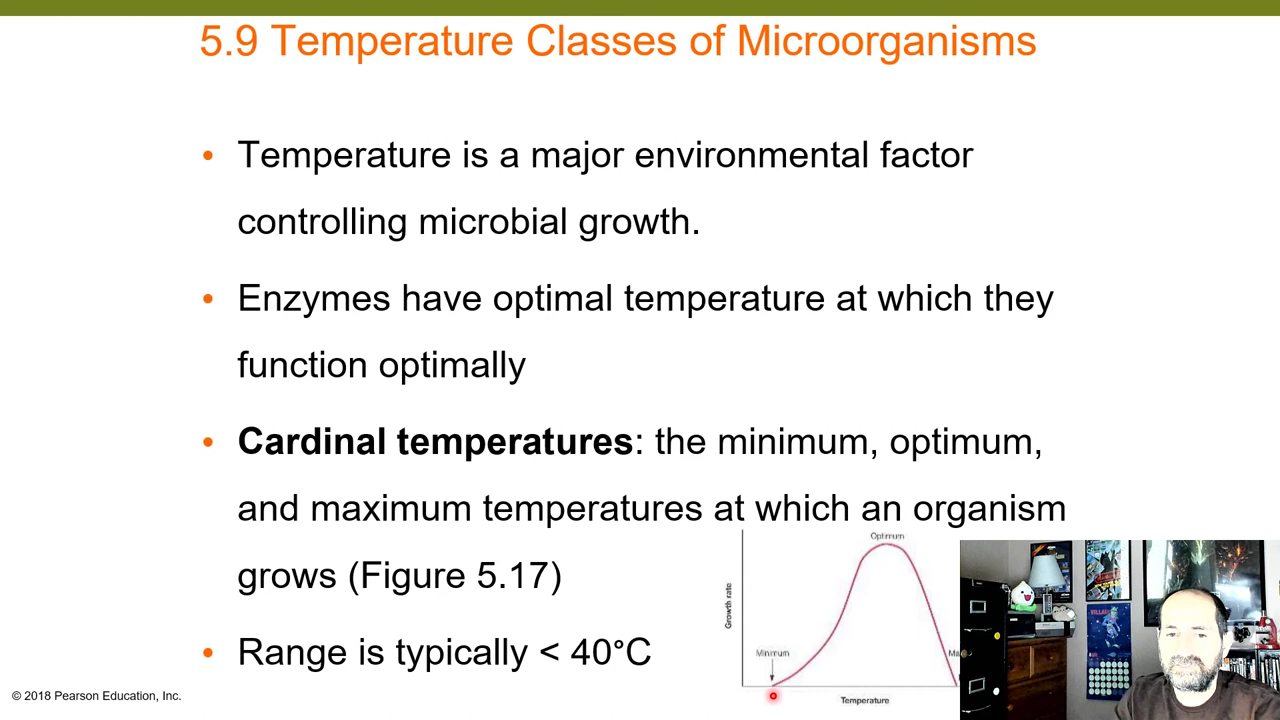 5.9 Temperature Classes of Microorganisms
• Temperature is a major environmental factor
controlling microbial growth.
• Enzymes have optimal temperature at which they
function optimally
• Cardinal temperatures: the minimum, optimum,
and maximum temperatures at which an organism
grows (Figure 5.17)
• Range is typically < 40°C
Optimum
Growth rate
Minimum
Temperature
© 2018 Pearson Education, Inc.